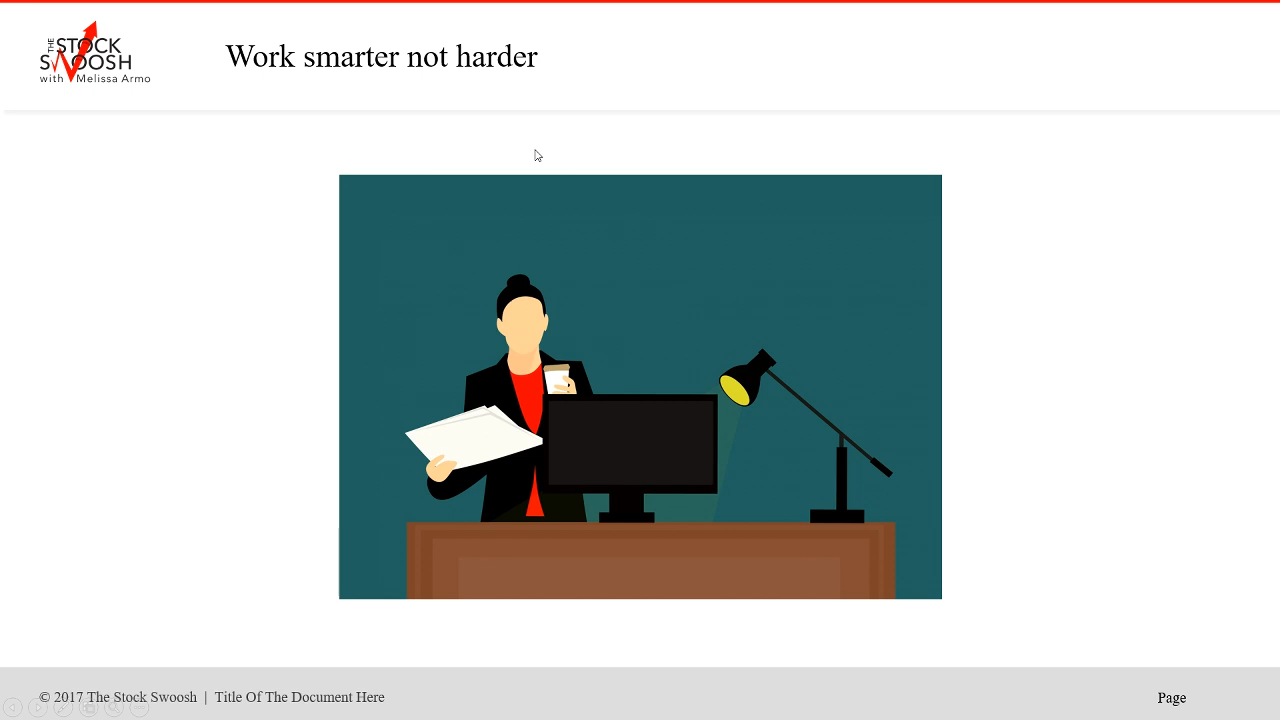 THE STOCK
SWOOSH
with Melissa Armo
Work smarter not harder
© 2017 The Stock Swoosh | Title Of The Document Here
Page